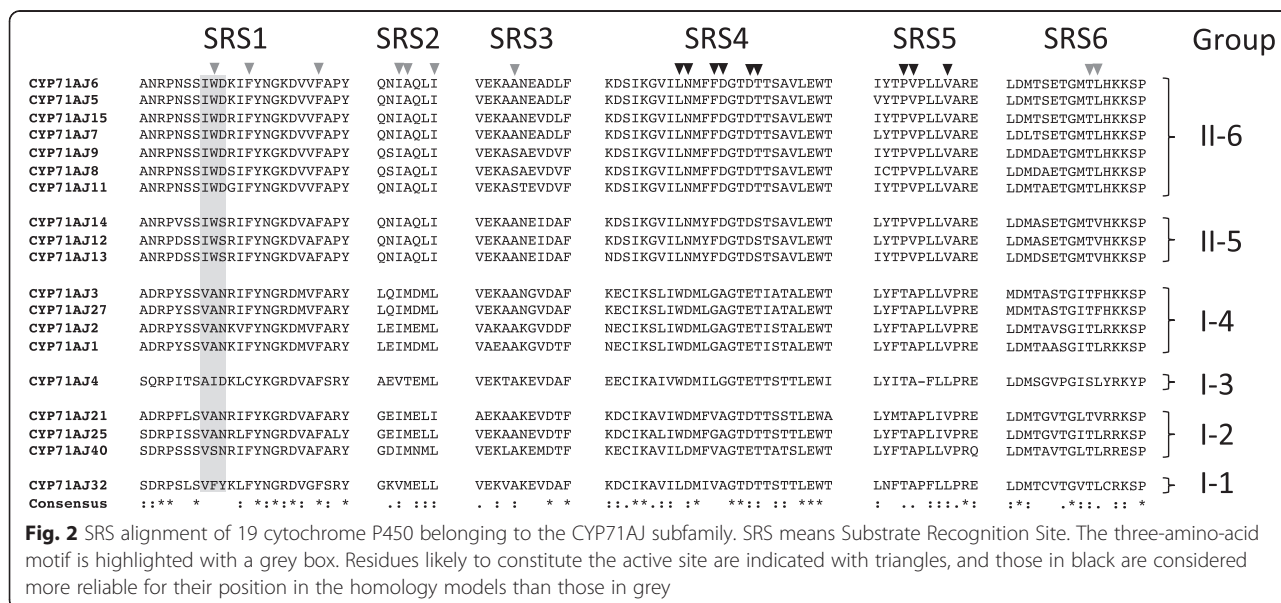 SRS1 SRS2 SRS3 SRS4 SRS5 SRS6 Group
CYP71AJ6 ANRPNSSIWDKIFYNGKDVVFAPY QNIAQLI VEKAANEADLF KDSIKGVILNMFFDGTDTTSAVLEWT IYTPVPLLVARE LDMTSETGMTLHKKSP
CYP71AJ5 ANRPNSSIWDRIFYNGKDVVFAPY QNIAQLI VEKAANEADLF KDSIKGVILNMFFDGTDTTSAVLEWT VYTPVPLLVARE LDMTSETGMTLHKKSP
CYP71AJ15 ANRPNSSIWDRIFYNGKDVVFAPY QNIAQLI VEKAANEADLF KDSIKGVILNMFFDGTDTTSAVLEWT IYTPVPLLVARE LDMTSETGMTLHKKSP
CYP71AJ7 ANRPNSSIWDRIFYNGKDVVFAPY QNIAQLI VEKAANEADLF KDSIKGVILNMFFDGTDTTSAVLEWT LYTPVPLLVARE LDLTSETGMTLHKKSP
CYP71AJ9 ANRPNSSIWDRIFYKGKDVVFAPY QSIAQLI VEKASAEVDVF KDSIKGVILNMFFDGTDTTSAVLEWT IYTPVPLLVARE LDMDAETGMTLHKKSP
CYP71AJ8 ANRPNSSIWDRIFYKGKDVVFAPY QSIAQLI VEKASAEVDVF KDSIKGVILNMFFDGTDTTSAVLEWT ICTPVPLLVARE LDMDAETGMTLHKKSP
CYP71AJ11 ANRPNSSIWDGIFYNGKDVVFAPY QNIAQLI VEKASTEVDVF KDSIKGVILNMFFDGTDTTSAVLEWT IYTPVPLLVARE LDMTAETGMTLHKKSP
II-6
CYP71AJ14 ANRPVSSIWSRIFYNGKDVAFAPY QNIAQLI VEKAANEIDAF KDSIKGVILNMYFDGTDSTSAVLEWT LYTPVPLLVARE LDMASETGMTVHKKSP
CYP71AJ12 ANRPDSSIWSRIFYNGKDVAFAPY QNIAQLI VEKAANEIDAF KDSIKGVILNMYFDGTDSTSAVLEWT LYTPVPLLVARE LDMASETGMTVHKKSP
CYP71AJ13 ANRPDSSIWSRIFYNGKDVAFAPY QNIAQLI VEKAANEIDAF NDSIKGVILNMYFDGTDSTSAVLEWT LYTPVPLLVARE LDMDSETGMTVHKKSP
II-5
CYP71AJ3 ADRPYSSVANRIFYNGRDMVFARY LQIMDML VEKAANGVDAF KECIKSLIWDMLGAGTETIATALEWT LYFTAPLLVPRE MDMTASTGITFHKKSP
CYP71AJ27 ADRPYSSVANRIFYNGRDMVFARY LQIMDML VEKAANGVDAF KECIKSLIWDMLGAGTETIATALEWT LYFTAPLLVPRE MDMTASTGITFHKKSP
CYP71AJ2 ADRPYSSVANKVFYNGRDMVFARY LEIMEML VAKAAKGVDDF NECIKSLIWDMLGAGTETISTALEWT LYFTAPLLVPRE LDMTAVSGITLRKKSP
CYP71AJ1 ADRPYSSVANKIFYNGRDMVFARY LEIMDML VAEAAKGVDAF NECIKSLIWDMLGAGTETISTALEWT LYFTAPLLVPRE LDMTAASGITLRKKSP
I-4
CYP71AJ4 SQRPITSAIDKLCYKGRDVAFSRY AEVTEML VEKTAKEVDAF EECIKAIVWDMILGGTETTSTTLEWI LYITA-FLLPRE LDMSGVPGISLYRKYP
I-3
CYP71AJ21 ADRPFLSVANRIFYKGRDVAFARY GEIMELI AEKAAKEVDTF KDCIKAVIWDMFVAGTDTTSSTLEWA LYMTAPLIVPRE LDMTGVTGLTVRRKSP
CYP71AJ25 SDRPISSVANRLFYNGRDVAFALY GEIMELL VEKAANEVDTF KDCIKALIWDMFGAGTDTTSTTLEWT LYFTAPLIVPRE LDMTGVTGITLRRKSP
CYP71AJ40 SDRPSSSVSNRIFYNGRDVAFARY GDIMNML VEKLAKEMDTF KDCIKAVIWDMFVAGTETTATTLEWT LYFTAPLLVPRQ LDMTAVTGITLRRESP
I-2
CYP71AJ32 SDRPSLSVFYKLFYNGRDVGFSRY GKVMELL VEKVAKEVDAF KDCIKAVILDMIVAGTDTTSTTLEWT LNFTAPFLLPRE LDMTCVTGVTLCRKSP
I-1
Consensus
Fig. 2 SRS alignment of 19 cytochrome P450 belonging to the CYP71AJ subfamily. SRS means Substrate Recognition Site. The three-amino-acid
motif is highlighted with a grey box. Residues likely to constitute the active site are indicated with triangles, and those in black are considered
more reliable for their position in the homology models than those in grey